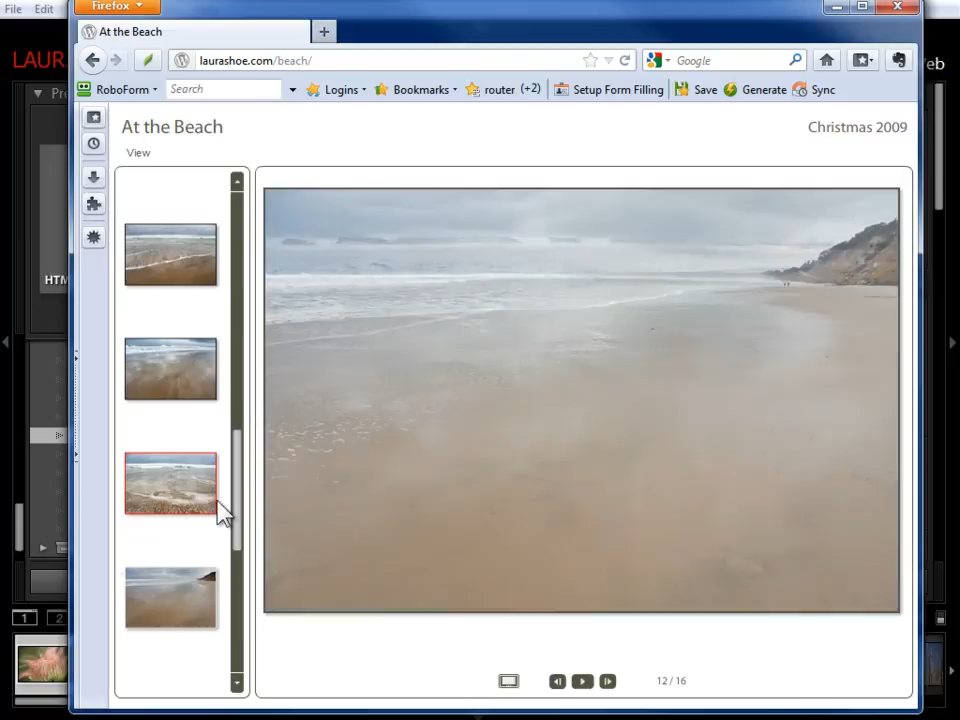 File Edit
Firefox
At the Beach
laurashoe.com/beach/
Google
RoboForm
Search
Logins
Bookmarks
router (+2)
Setup Form Filling
Save
Generate
Sync
LAUR
eb
Pre
HTM
At the Beach
Christmas 2009
View
12 / 16
1
2